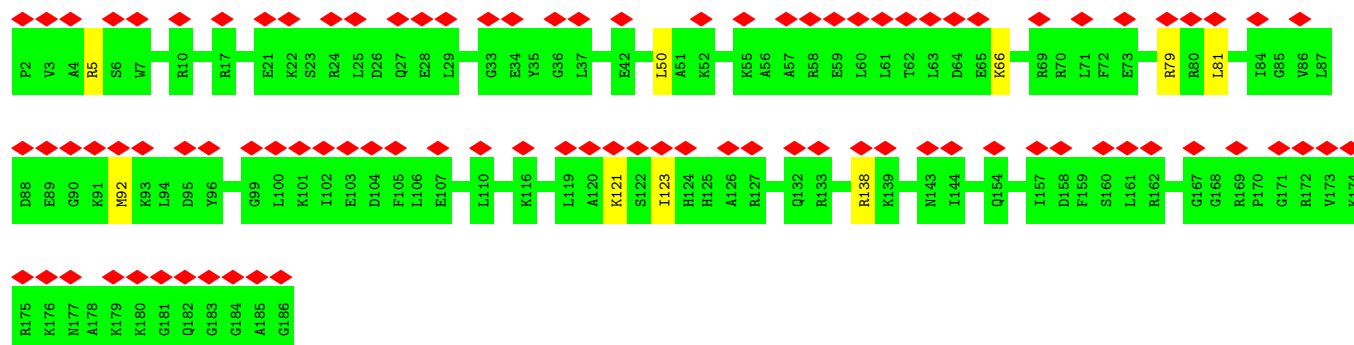 P2 V3 A4 R5 S6 W7 R10 R17 E21 K22 S23 R24 L25 D26 Q27 E28 L29 G33 E34 Y35 G36 L37 E42 L50 A51 K52 K55 A56 A57 R58 E59 L60 L61 T62 L63 D64 E65 K66 R69 R70 L71 F72 E73 R79 R80 L81 I84 G85 V86 L87
D88 E89 G90 K91 M92 K93 L94 D95 Y96 G99 L100 K101 I102 E103 D104 F105 L106 E107 L110 K116 L119 A120 K121 S122 I123 H124 H125 A126 R127 Q132 R133 R138 K139 N143 I144 Q154 I157 D158 F159 S160 L161 R162 G167 G168 R169 P170 G171 R172 V173 K174
R175 K176 N177 A178 K179 K180 G181 Q182 G183 G184 A185 G186